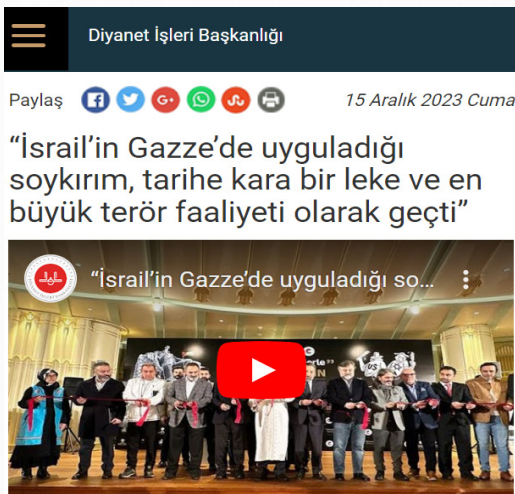 Diyanet İşleri Başkanlığı
Paylaş
15 Aralık 2023 Cuma
“İsrail’in Gazze’de uyguladığı
soykırım, tarihe kara bir leke ve en
büyük terör faaliyeti olarak geçti”
“İsrail’in Gazze’de uyguladığı so...